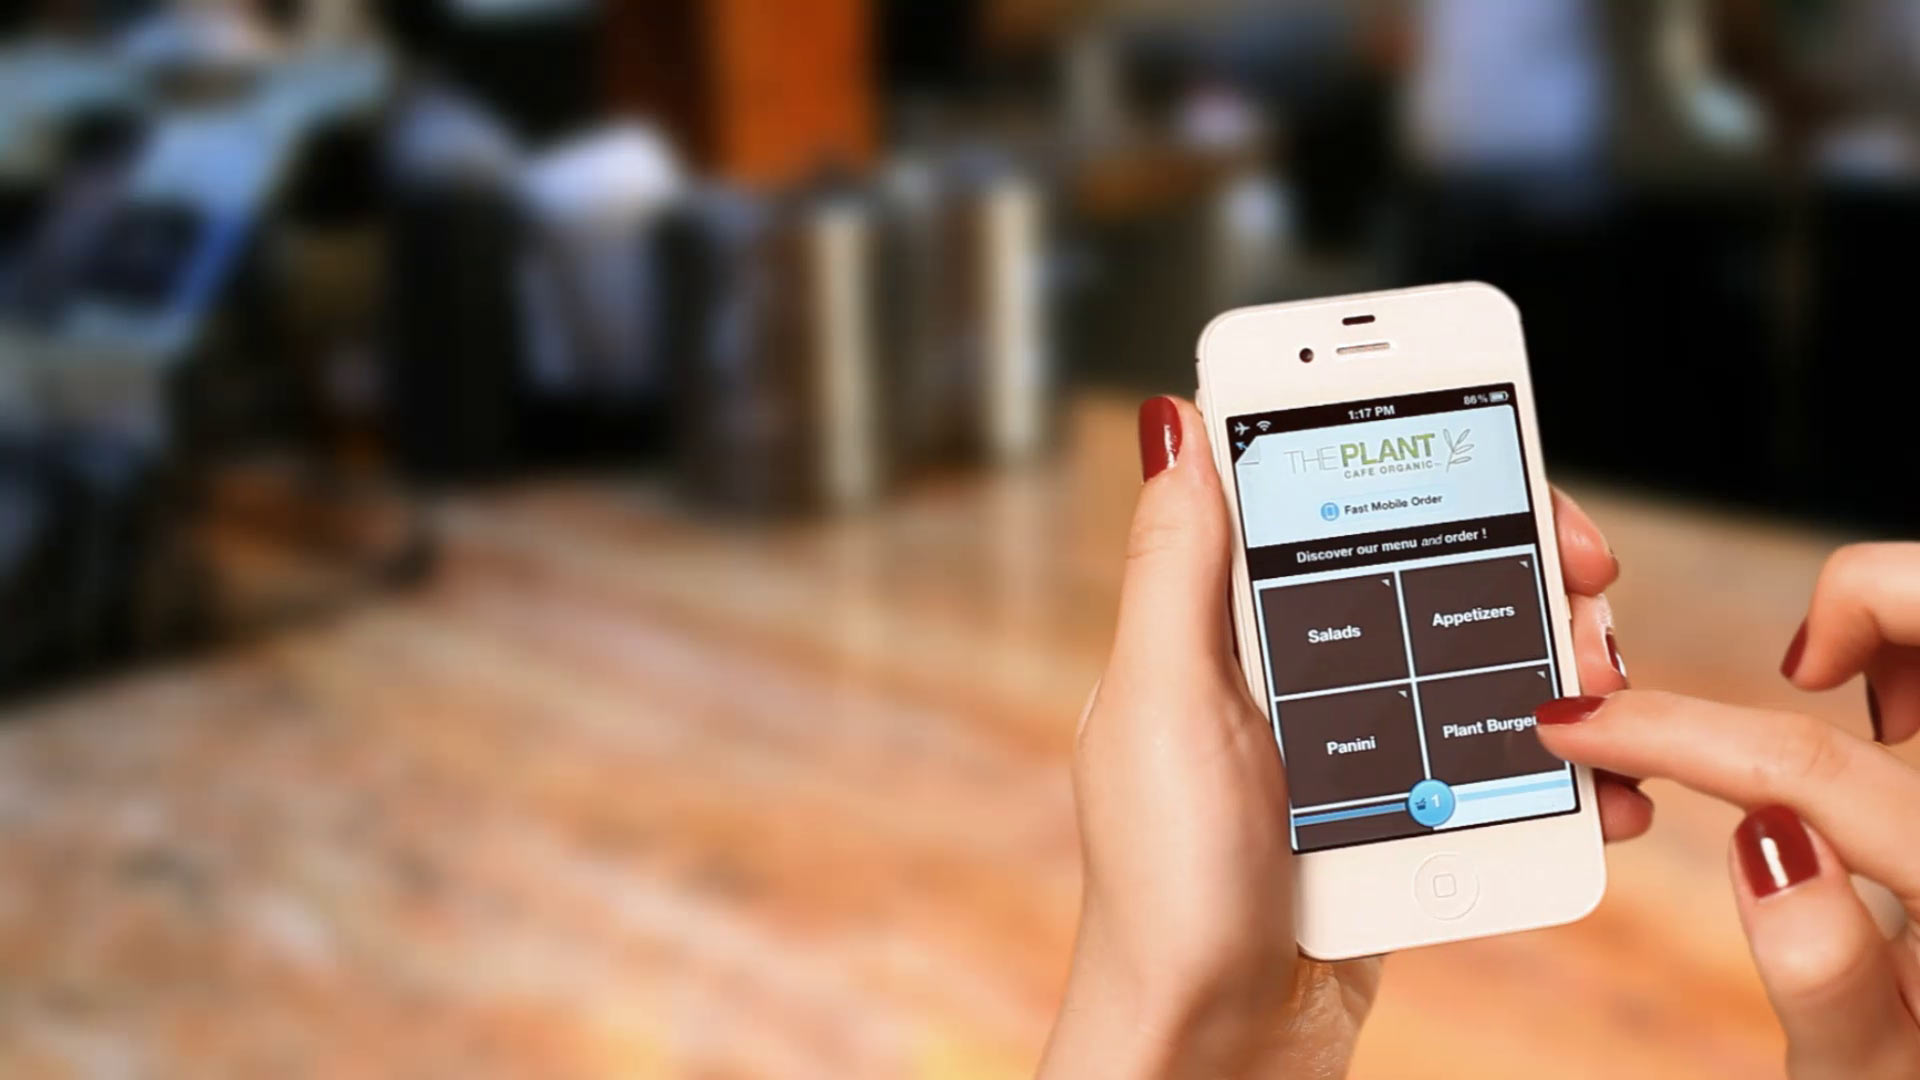 1:17 PM
86%
THE PLANT
CAFE ORGANIC
Fast Mobile Order
Discover our menu and order !
Salads
Appetizers
Panini
Plant Burger
1